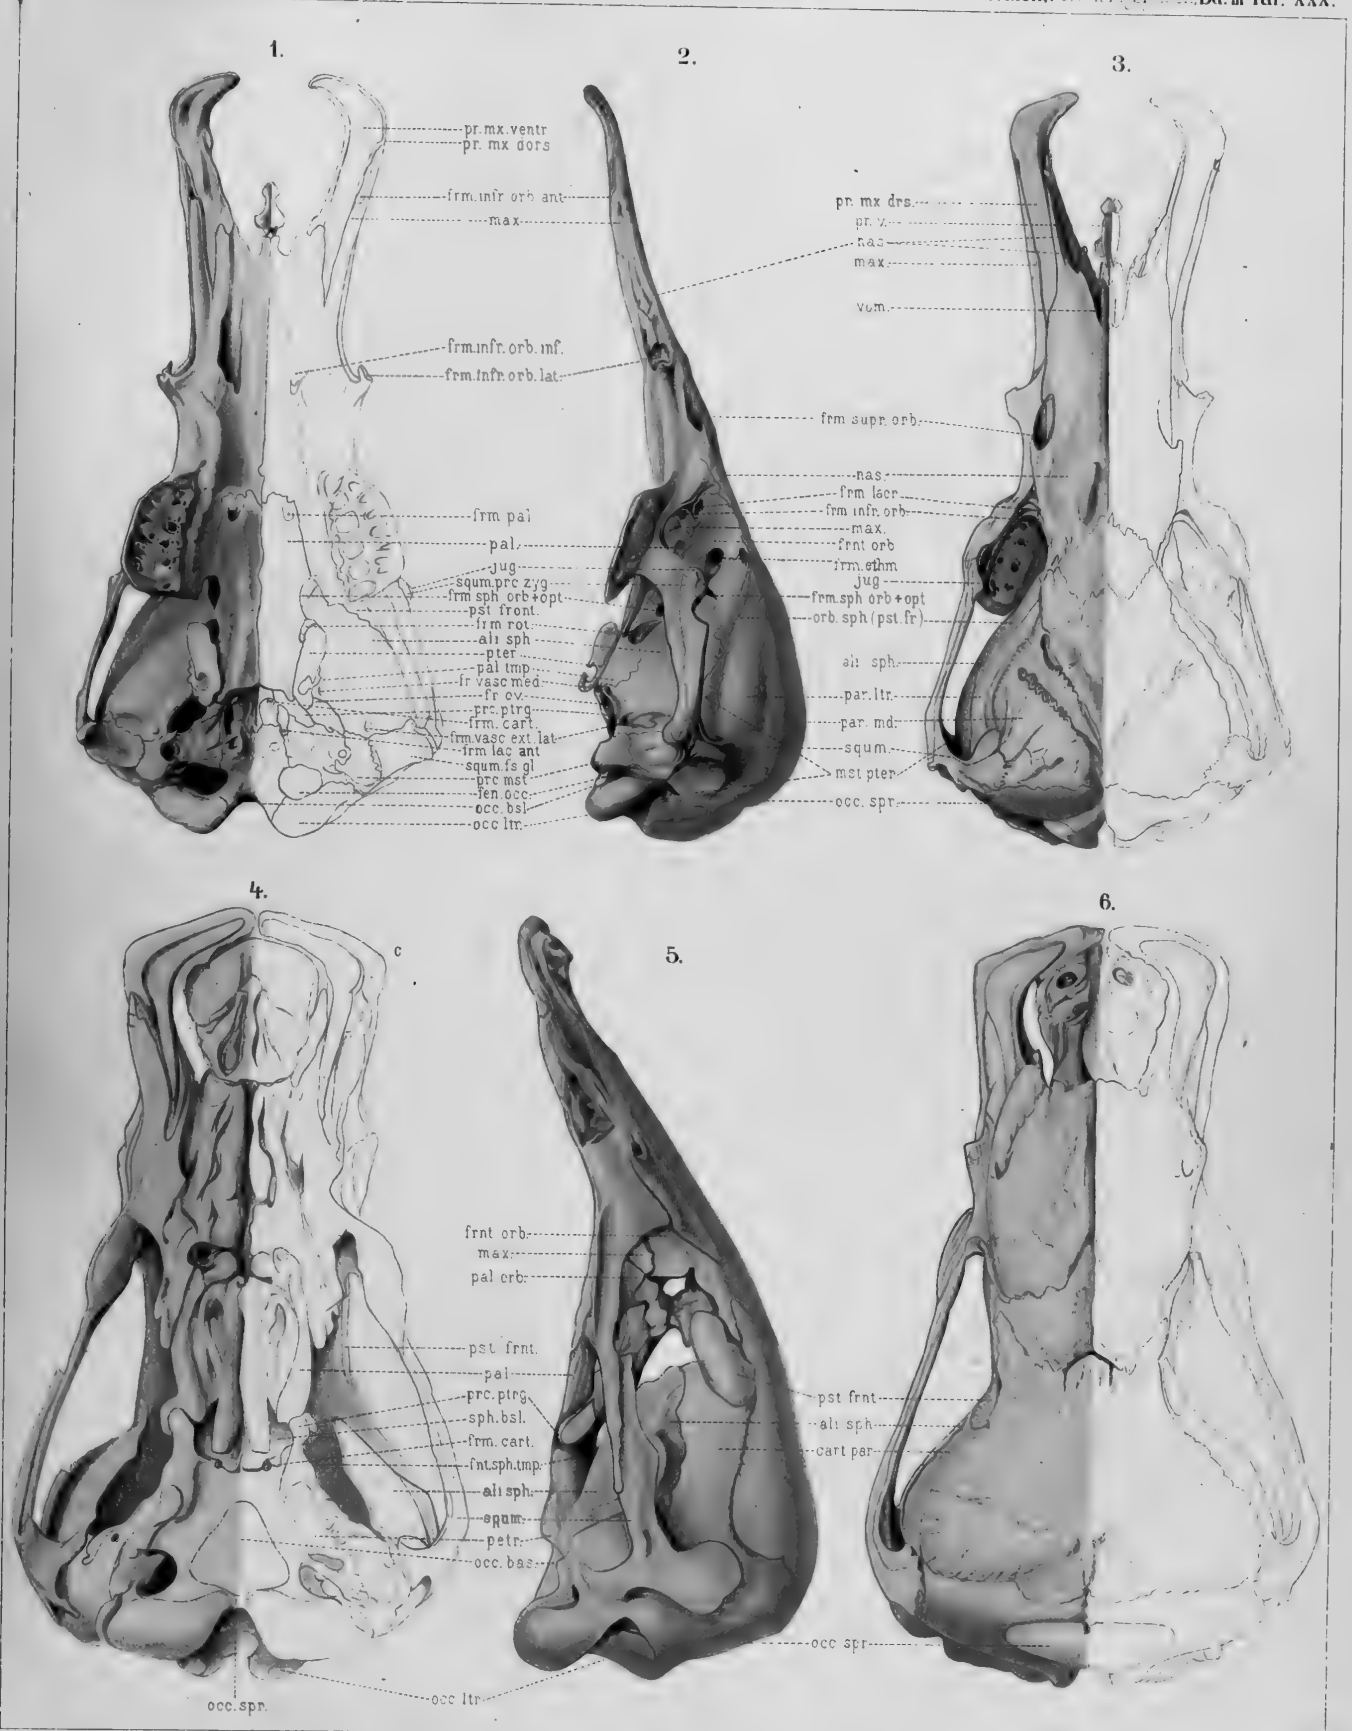 Bd. III Taf. XXX.
1.
2.
3.
pr. mx. ventr
pr. mx dors
frm. infr orb ant
max
pr. mx drs.
pr. v.
nas
max.
vom.
frm. infr. orb. inf.
frm. infr. orb. lat.
frm supr. orb.
nas.
frm lacr
frm infr. orb.
max.
frnt orb
frm. ethm
jug
frm. sph orb + opt
orb. sph (pst. fr)
ali sph.
par. ltr.
par. md.
squm.
mst pter
occ. spr.
frm pal
pal.
jug
squm. prc zyg
frm sph orb + opt
pst front.
frm rot.
ali sph
pter
pal tmp
fr vasc med.
fr ov.
prc. ptrg
frm. cart.
frm. vasc ext. lat
frm lac ant
squm. fs gl
prc mst
fen. occ.
occ. bsl
occ ltr.
4.
5.
6.
c
frnt orb.
max.
pal orb.
pst frnt.
pal
prc. ptrg
sph. bsl.
frm. cart.
fnt. sph. tmp.
ali sph.
squm.
petr.
occ. bas.
pst frnt
ali sph
cart par
occ spr
occ ltr
occ. spr.